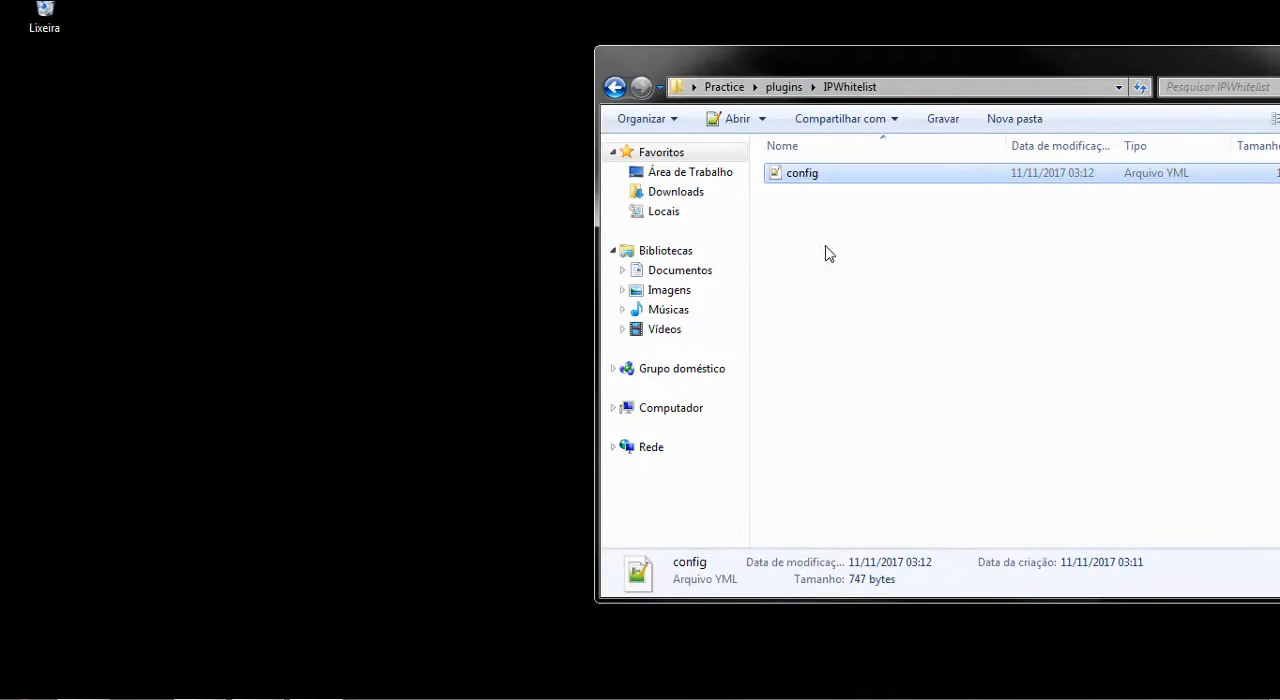 Lixeira
Practice plugins IPWhitelist
Pesquisar IPWhitelist
Organizar Abrir Compartilhar com Gravar Nova pasta
Nome Data de modificaç... Tipo Tamanho
config 11/11/2017 03:12 Arquivo YML
Favoritos
Área de Trabalho
Downloads
Locais
Bibliotecas
Documentos
Imagens
Músicas
Vídeos
Grupo doméstico
Computador
Rede
config Data de modificaç... 11/11/2017 03:12 Data da criação: 11/11/2017 03:11
Arquivo YML Tamanho: 747 bytes